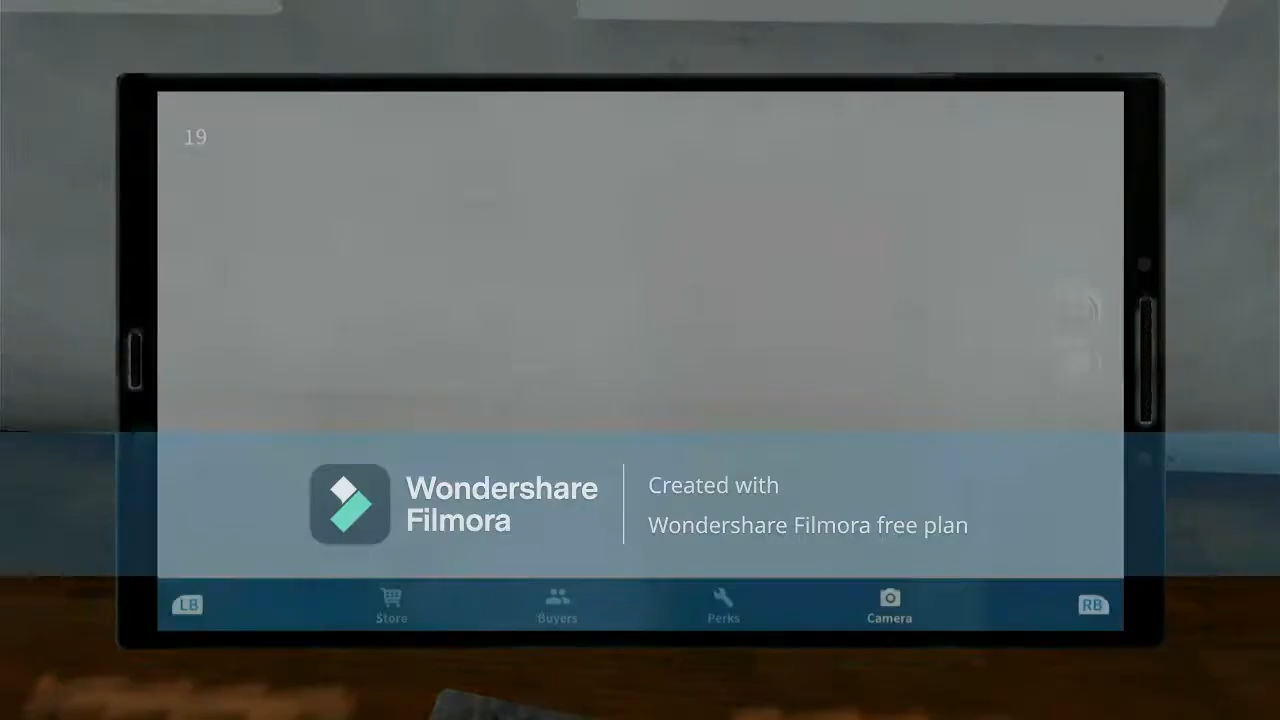 19
Wondershare
Filmora
Created with
Wondershare Filmora free plan
LB
Store
Buyers
Perks
Camera
RB